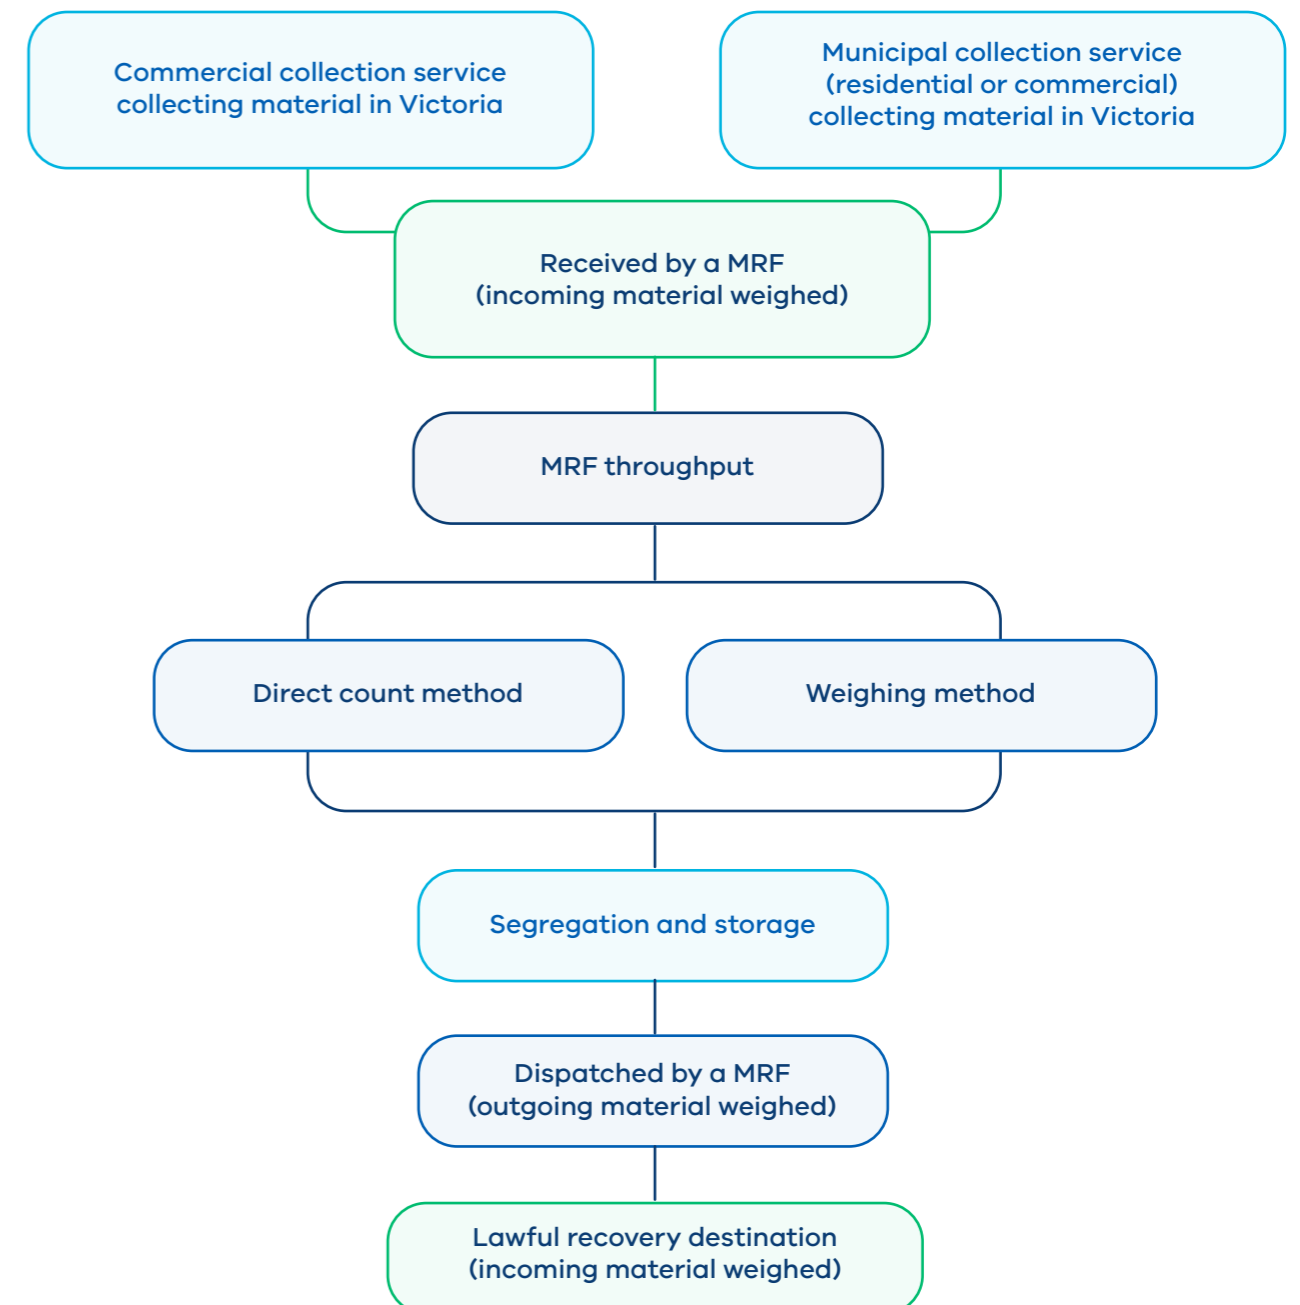 Commercial collection service
collecting material in Victoria
Municipal collection service
(residential or commercial)
collecting material in Victoria
Received by a MRF
(incoming material weighed)
MRF throughput
Direct count method
Weighing method
Segregation and storage
Dispatched by a MRF
(outgoing material weighed)
Lawful recovery destination
(incoming material weighed)